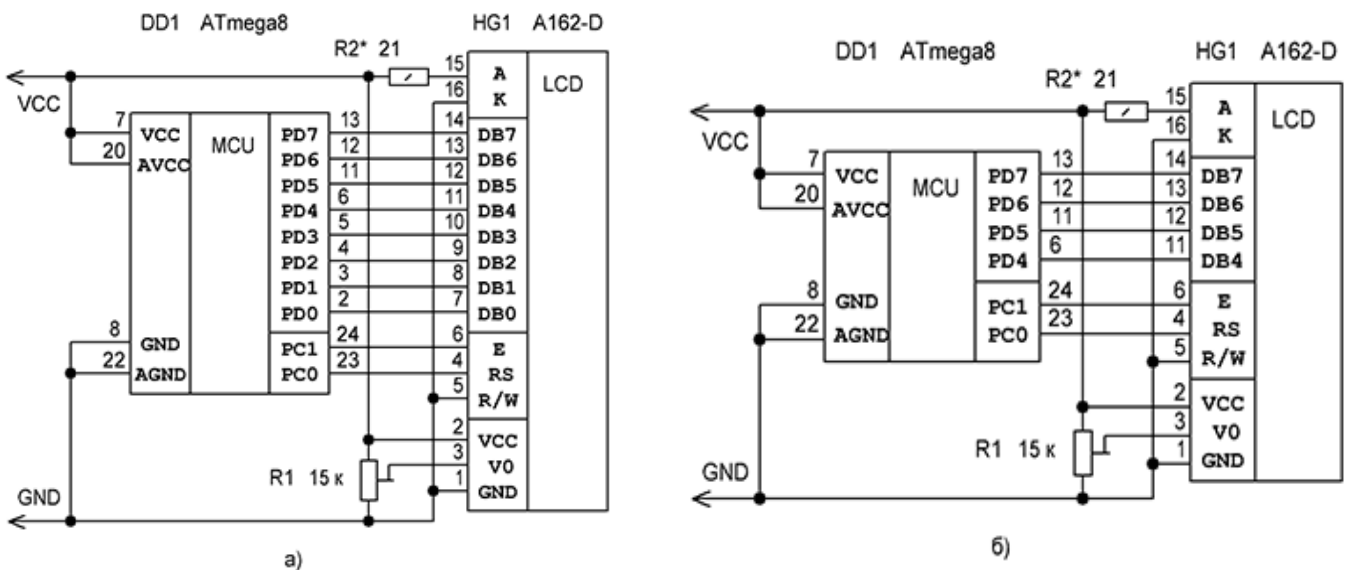 DD1 ATmega8
HG1 A162-D
R2* 21
VCC
7 VCC
20 AVCC
MCU
8 GND
22 AGND
PD7 13
PD6 12
PD5 11
PD4 6
PD3 5
PD2 4
PD1 3
PD0 2
PC1 24
PC0 23
LCD
15 A
16 K
14 DB7
13 DB6
12 DB5
11 DB4
10 DB3
9 DB2
8 DB1
7 DB0
6 E
4 RS
5 R/W
2 VCC
3 V0
1 GND
R1 15 к
GND
а)
DD1 ATmega8
HG1 A162-D
R2* 21
VCC
7 VCC
20 AVCC
MCU
8 GND
22 AGND
PD7 13
PD6 12
PD5 11
PD4 6
PC1 24
PC0 23
LCD
15 A
16 K
14 DB7
13 DB6
12 DB5
11 DB4
6 E
4 RS
5 R/W
2 VCC
3 V0
1 GND
R1 15 к
GND
б)